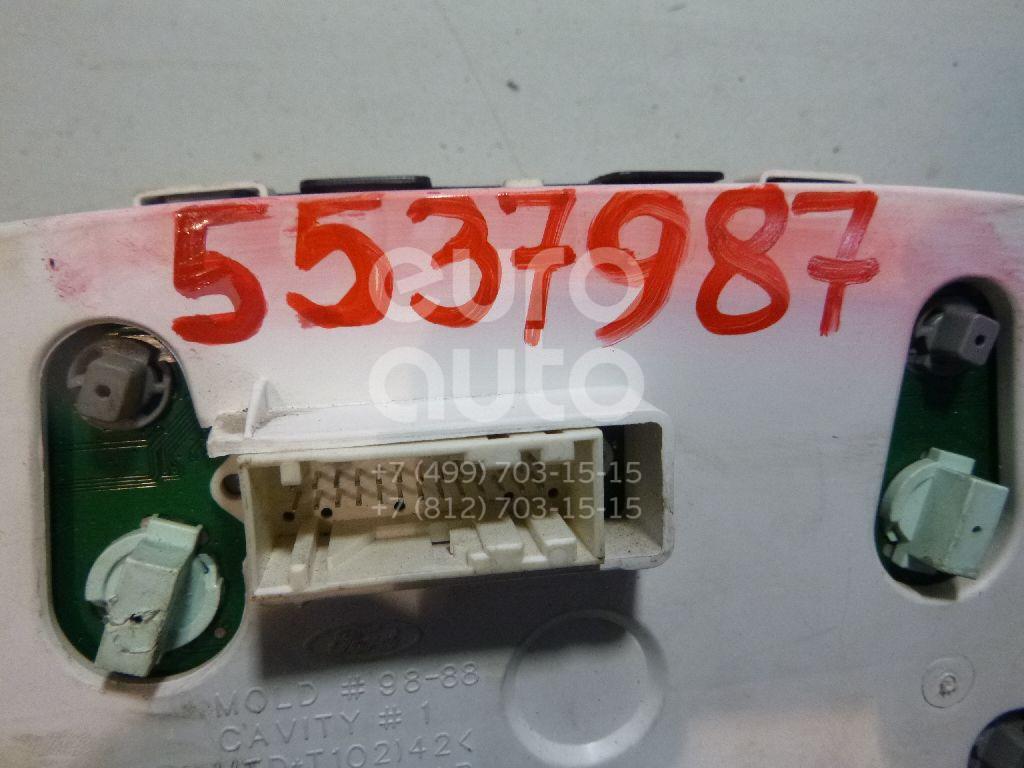 5537987
euro
auto
+7 (499) 703-15-15
+7 (812) 703-15-15
Ford
MOLD # 98-88
CAVITY # 1